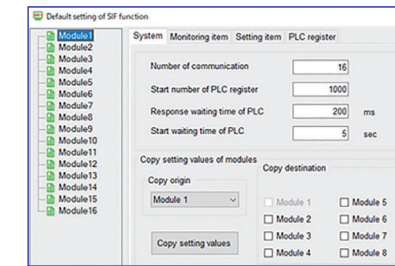 Default setting of SIF function
Module1
Module2
Module3
Module4
Module5
Module6
Module7
Module8
Module9
Module10
Module11
Module12
Module13
Module14
Module15
Module16
System Monitoring item Setting item PLC register
Number of communication 16
Start number of PLC register 1000
Response waiting time of PLC 200 ms
Start waiting time of PLC 5 sec
Copy setting values of modules
Copy origin
Module 1
Copy setting values
Copy destination
Module 1 Module 5
Module 2 Module 6
Module 3 Module 7
Module 4 Module 8